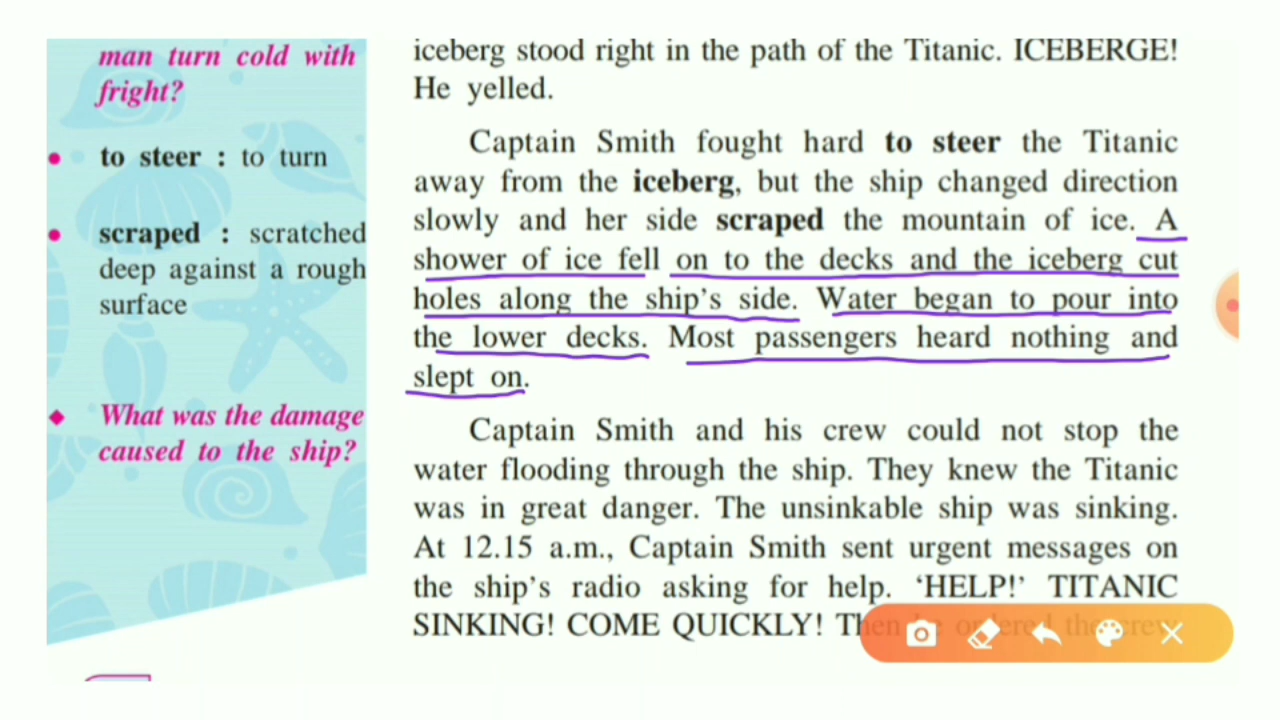 man turn cold with
fright?
to steer : to turn
scraped : scratched
deep against a rough
surface
What was the damage
caused to the ship?
iceberg stood right in the path of the Titanic. ICEBERGE!
He yelled.
Captain Smith fought hard to steer the Titanic
away from the iceberg, but the ship changed direction
slowly and her side scraped the mountain of ice. A
shower of ice fell on to the decks and the iceberg cut
holes along the ship's side. Water began to pour into
the lower decks. Most passengers heard nothing and
slept on.
Captain Smith and his crew could not stop the
water flooding through the ship. They knew the Titanic
was in great danger. The unsinkable ship was sinking.
At 12.15 a.m., Captain Smith sent urgent messages on
the ship's radio asking for help. ‘HELP!’ TITANIC
SINKING! COME QUICKLY! Then he ordered the crew